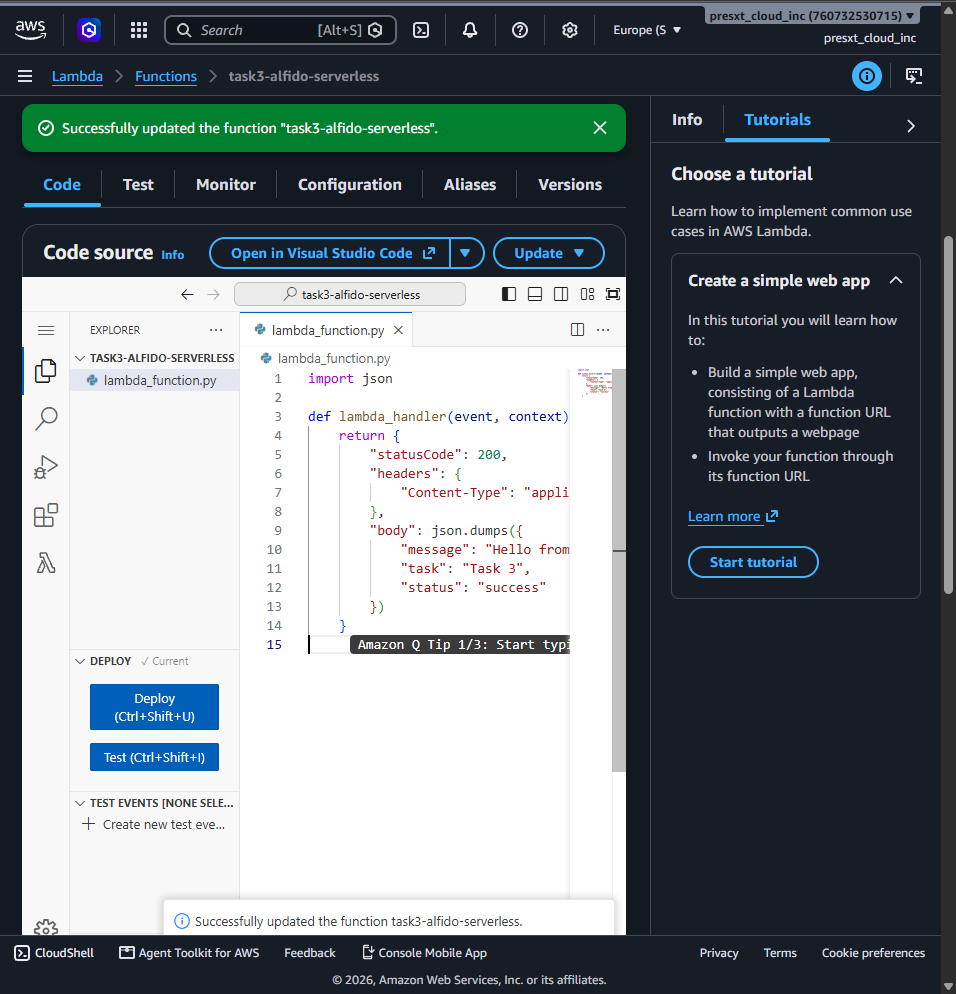 aws
Search [Alt+S]
Europe (S
presxt_cloud_inc (760732530715)
presxt_cloud_inc
Lambda > Functions > task3-alfido-serverless
Successfully updated the function "task3-alfido-serverless".
Code Test Monitor Configuration Aliases Versions
Code source Info Open in Visual Studio Code Update
task3-alfido-serverless
EXPLORER
TASK3-ALFIDO-SERVERLESS
lambda_function.py
DEPLOY Current
Deploy
(Ctrl+Shift+U)
Test (Ctrl+Shift+I)
TEST EVENTS [NONE SELE...
Create new test eve...
lambda_function.py
lambda_function.py
1 import json
2
3 def lambda_handler(event, context)
4 return {
5 "statusCode": 200,
6 "headers": {
7 "Content-Type": "appli
8 },
9 "body": json.dumps({
10 "message": "Hello from
11 "task": "Task 3",
12 "status": "success"
13 })
14 }
15 Amazon Q Tip 1/3: Start typi
Successfully updated the function task3-alfido-serverless.
Info Tutorials
Choose a tutorial
Learn how to implement common use
cases in AWS Lambda.
Create a simple web app
In this tutorial you will learn how
to:
• Build a simple web app,
consisting of a Lambda
function with a function URL
that outputs a webpage
• Invoke your function through
its function URL
Learn more
Start tutorial
CloudShell Agent Toolkit for AWS Feedback Console Mobile App Privacy Terms Cookie preferences
© 2026, Amazon Web Services, Inc. or its affiliates.